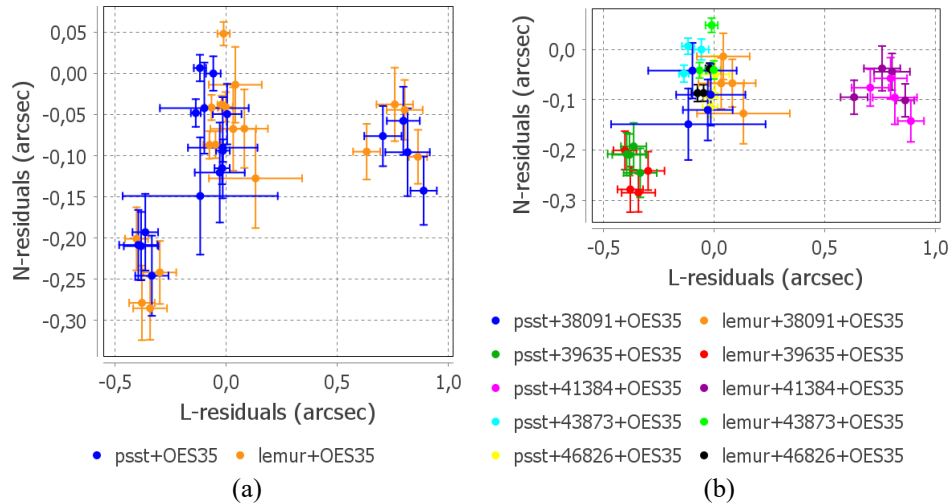 0,05
0,00
-0,05
-0,10
-0,15
-0,20
-0,25
-0,30
N-residuals (arcsec)
-0,5 0,0 0,5 1,0
L-residuals (arcsec)
psst+OES35 lemur+OES35
(a)
0,0
-0,1
-0,2
-0,3
N-residuals (arcsec)
-0,5 0,0 0,5 1,0
L-residuals (arcsec)
psst+38091+OES35 lemur+38091+OES35
psst+39635+OES35 lemur+39635+OES35
psst+41384+OES35 lemur+41384+OES35
psst+43873+OES35 lemur+43873+OES35
psst+46826+OES35 lemur+46826+OES35
(b)